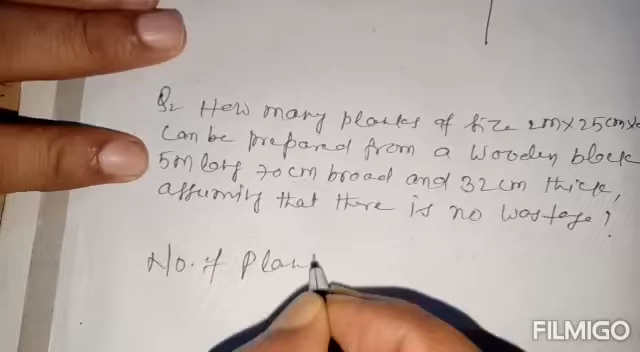 Q2 How many planks of size 2m×25cm×
can be prepared from a wooden block
5m long 70cm broad and 32cm thick,
assuming that there is no wastage?
No. of Plan
FILMIGO